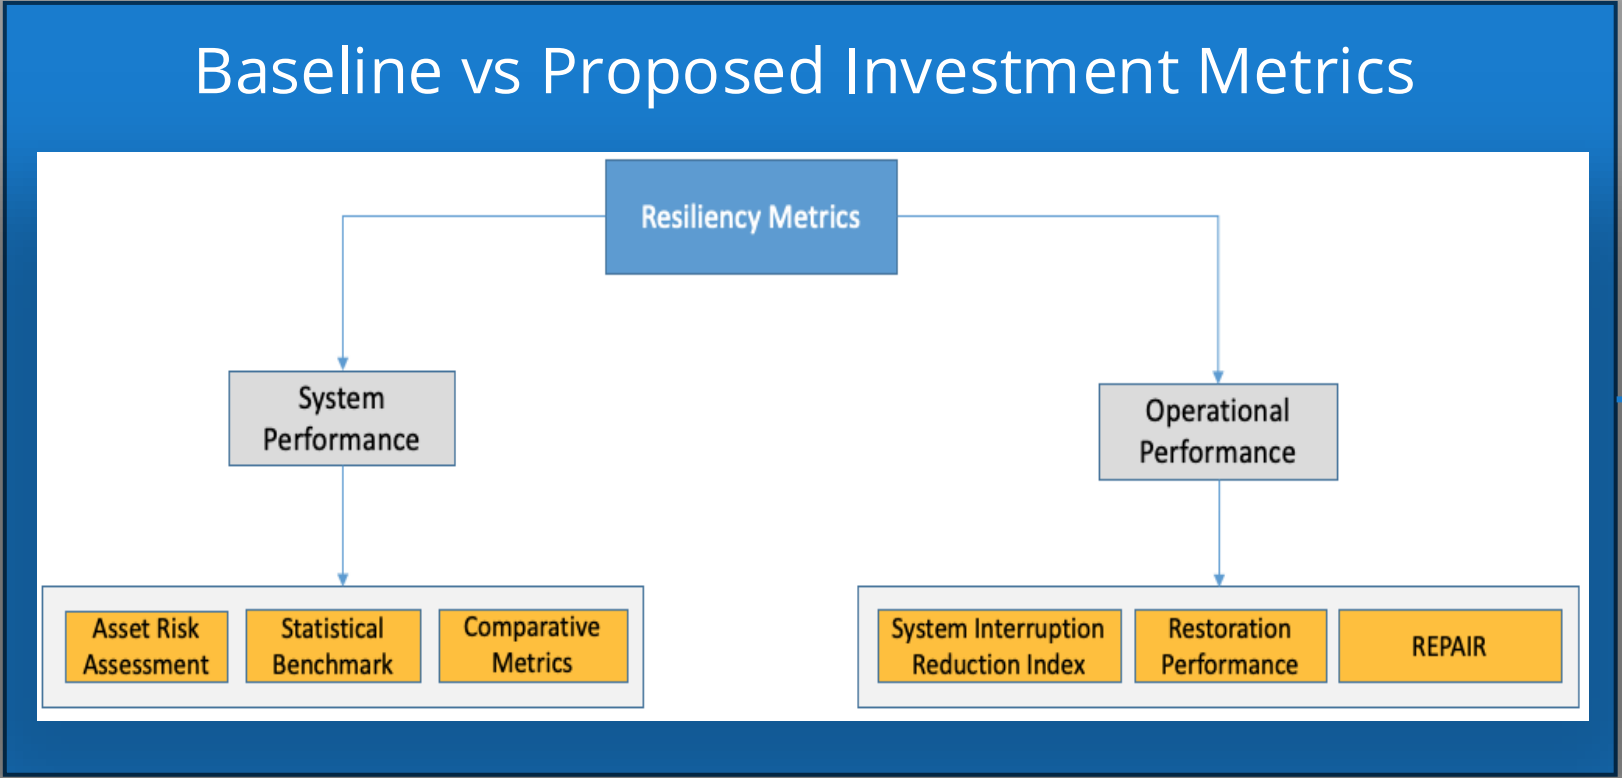 Baseline vs Proposed Investment Metrics
Resiliency Metrics
System
Performance
Operational
Performance
Asset Risk
Assessment
Statistical
Benchmark
Comparative
Metrics
System Interruption
Reduction Index
Restoration
Performance
REPAIR